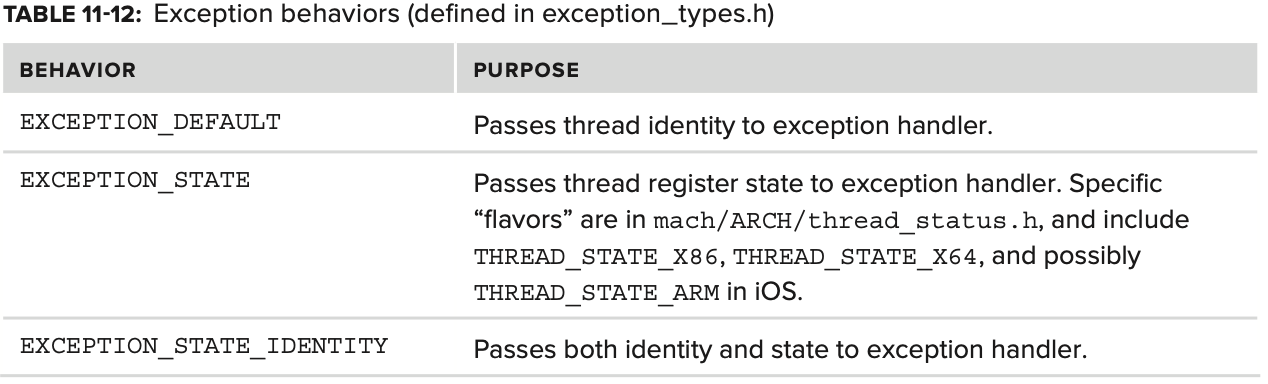 TABLE 11-12: Exception behaviors (defined in exception_types.h)
BEHAVIOR PURPOSE
EXCEPTION_DEFAULT Passes thread identity to exception handler.
EXCEPTION_STATE Passes thread register state to exception handler. Specific
“flavors” are in mach/ARCH/thread_status.h, and include
THREAD_STATE_X86, THREAD_STATE_X64, and possibly
THREAD_STATE_ARM in iOS.
EXCEPTION_STATE_IDENTITY Passes both identity and state to exception handler.